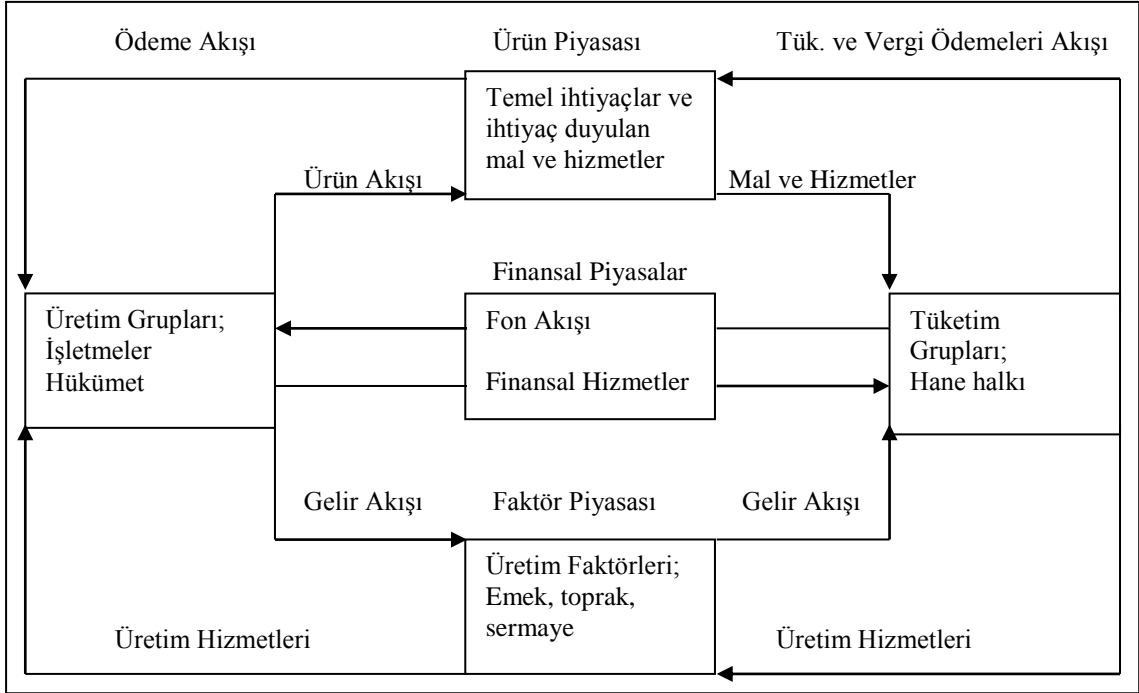 Ödeme Akışı
Ürün Piyasası
Tük. ve Vergi Ödemeleri Akışı
Temel ihtiyaçlar ve
ihtiyaç duyulan
mal ve hizmetler
Ürün Akışı
Mal ve Hizmetler
Finansal Piyasalar
Üretim Grupları;
İşletmeler
Hükümet
Fon Akışı
Finansal Hizmetler
Tüketim
Grupları;
Hane halkı
Gelir Akışı
Faktör Piyasası
Gelir Akışı
Üretim Faktörleri;
Emek, toprak,
sermaye
Üretim Hizmetleri
Üretim Hizmetleri